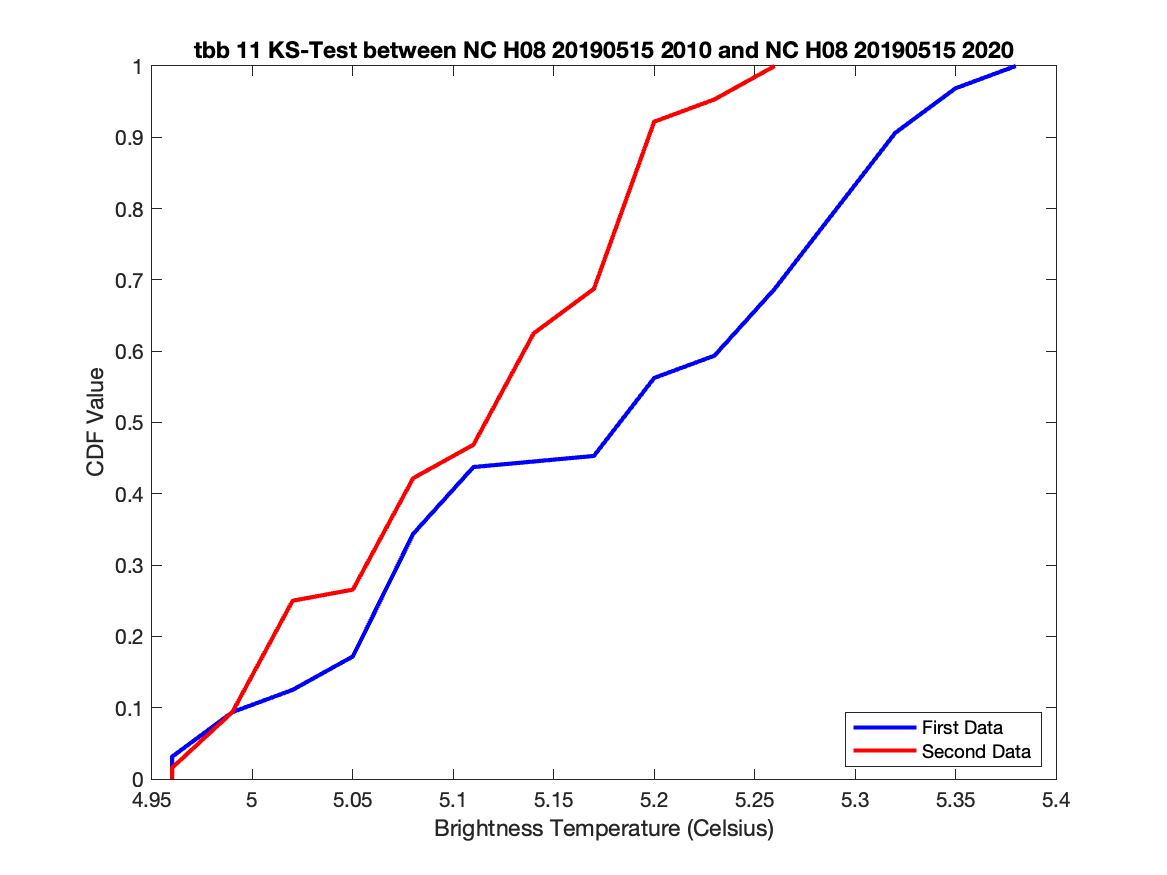 tbb 11 KS-Test between NC H08 20190515 2010 and NC H08 20190515 2020
1
0.9
0.8
0.7
0.6
0.5
0.4
0.3
0.2
0.1
0
CDF Value
First Data
Second Data
4.95 5 5.05 5.1 5.15 5.2 5.25 5.3 5.35 5.4
Brightness Temperature (Celsius)